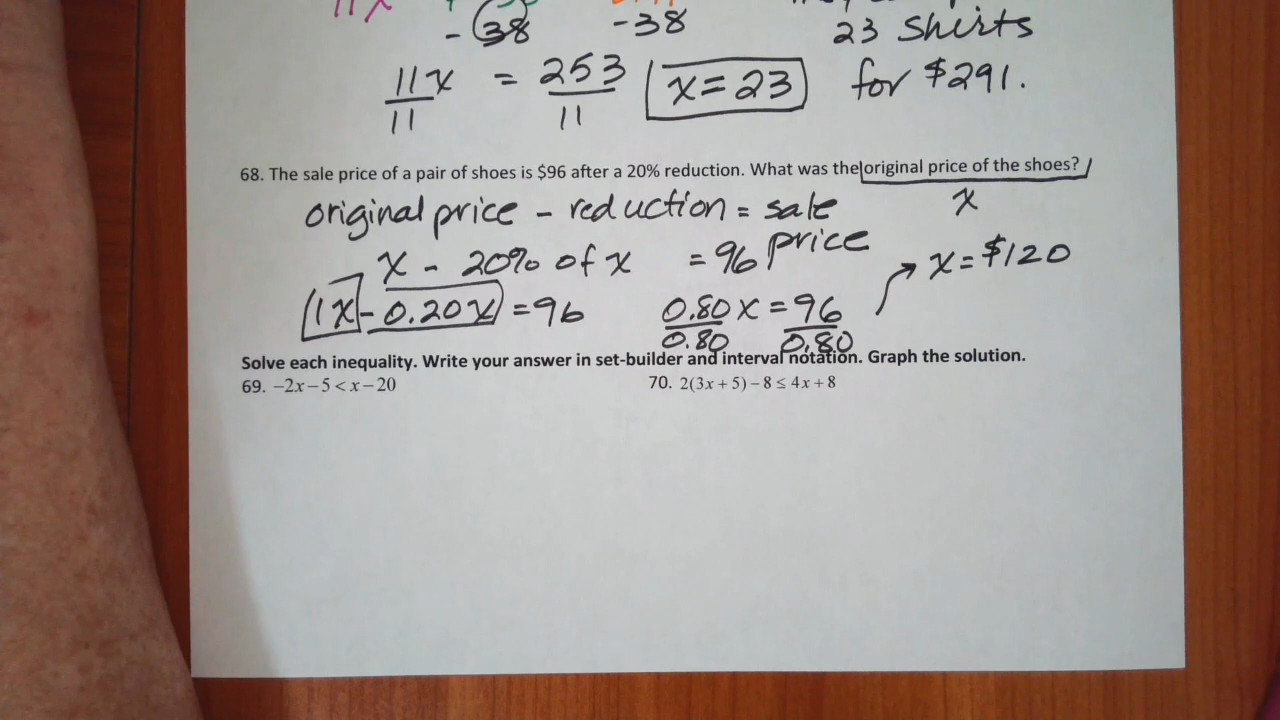 - 38 -38 23 Shirts
11x = 253 x = 23 for $291.
11 11
68. The sale price of a pair of shoes is $96 after a 20% reduction. What was the original price of the shoes?
original price - reduction = sale price x
x - 20% of x = 96 x = $120
(1x - 0.20x) = 96 0.80x = 96
0.80 0.80
Solve each inequality. Write your answer in set-builder and interval notation. Graph the solution.
69. −2x−5<x−20 70. 2(3x+5)−8≤4x+8